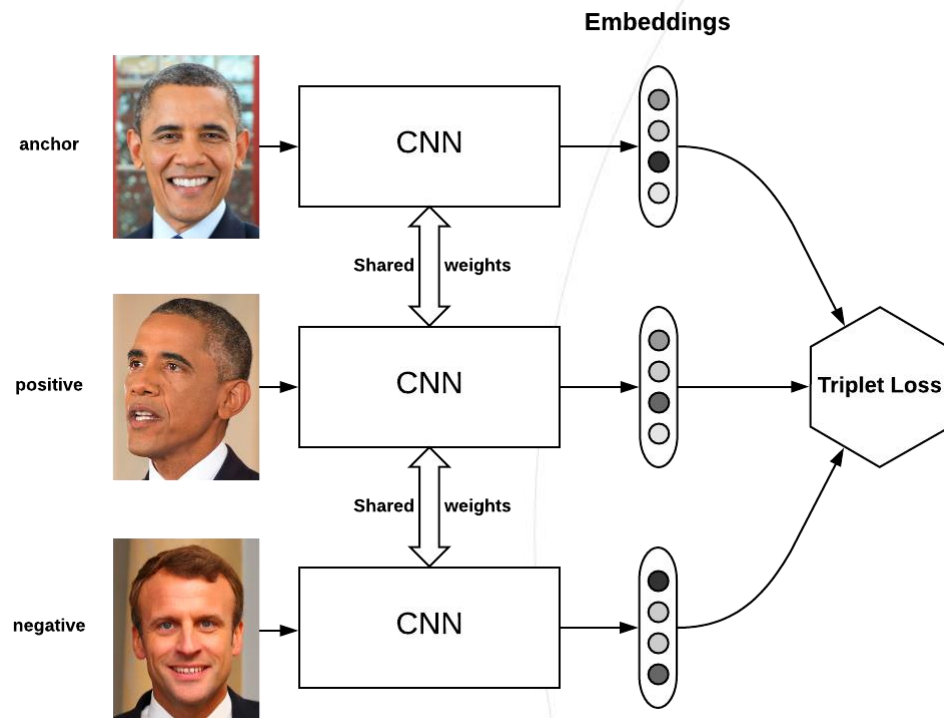 Embeddings
anchor
CNN
Shared weights
positive
CNN
Triplet Loss
Shared weights
negative
CNN